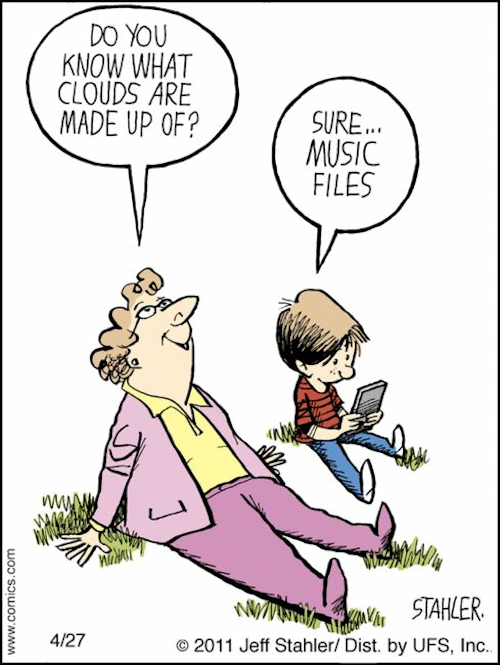 DO YOU
KNOW WHAT
CLOUDS ARE
MADE UP OF?
SURE...
MUSIC
FILES
www.comics.com
4/27
STAHLER.
© 2011 Jeff Stahler/ Dist. by UFS, Inc.